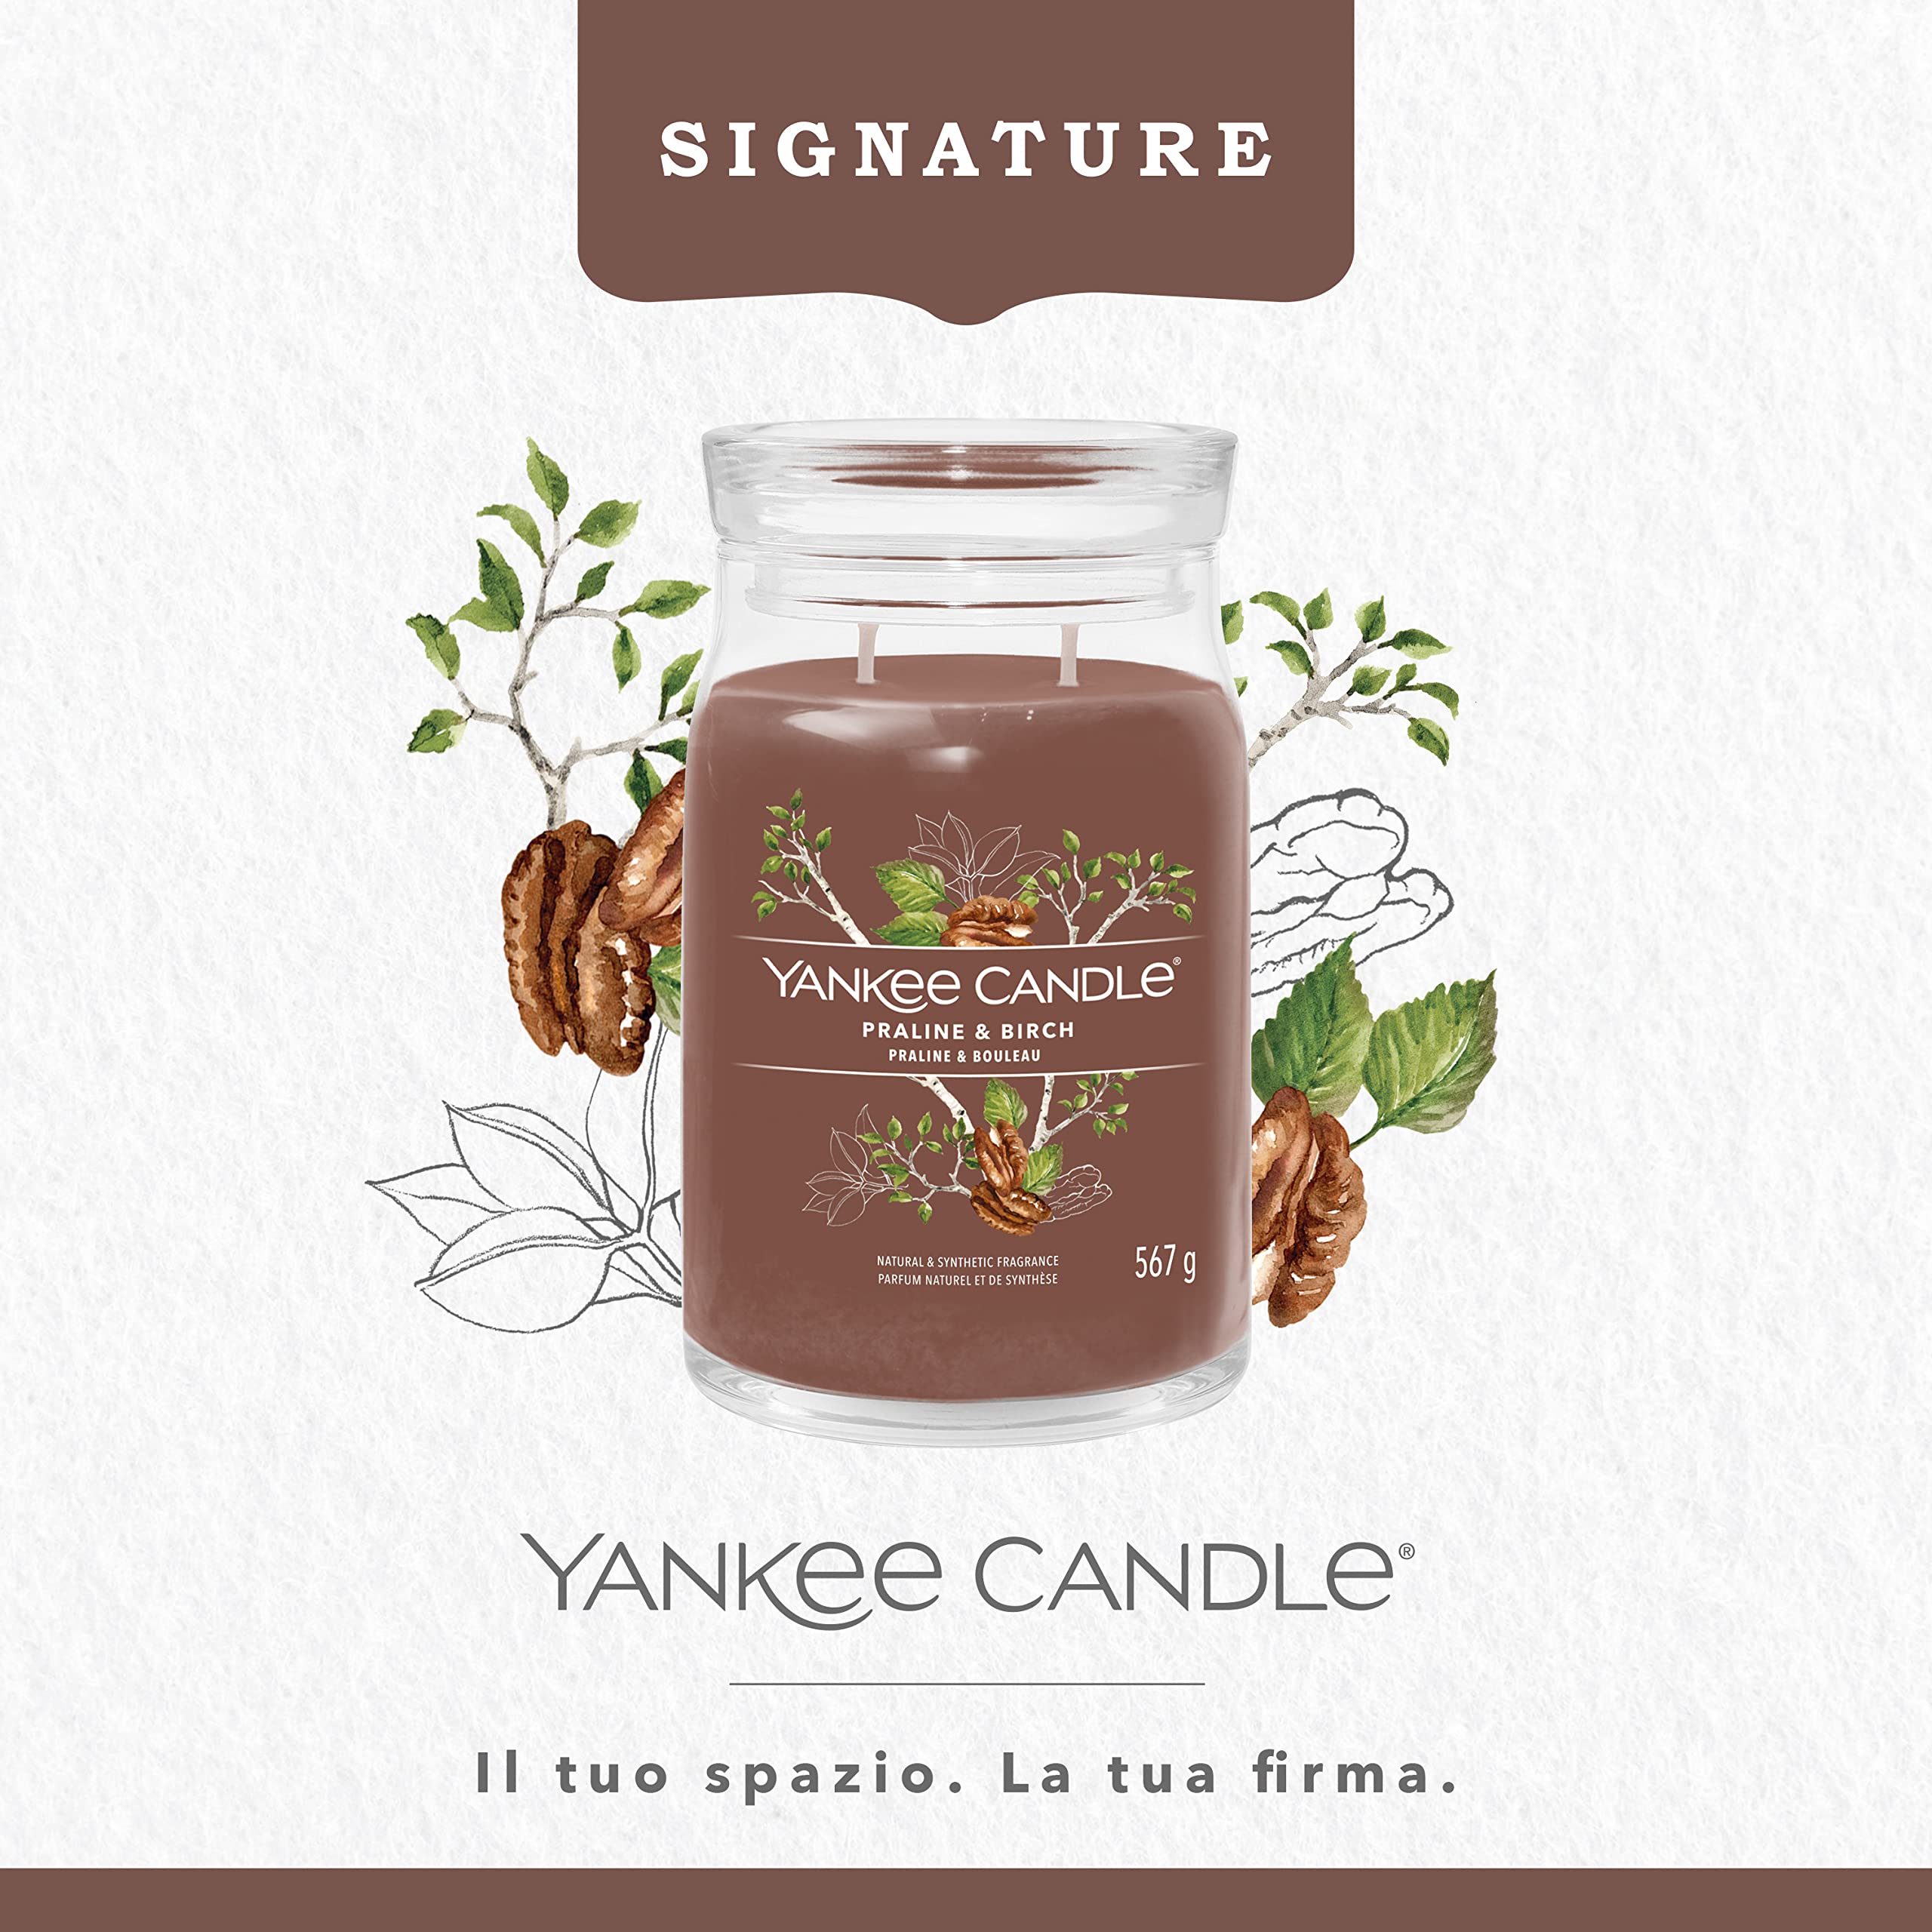 SIGNATURE
YANKEE CANDLE®
PRALINE & BIRCH
PRALINE & BOULEAU
NATURAL & SYNTHETIC FRAGRANCE
PARFUM NATUREL ET DE SYNTHÈSE
567 g
YANKEE CANDLE®
Il tuo spazio. La tua firma.